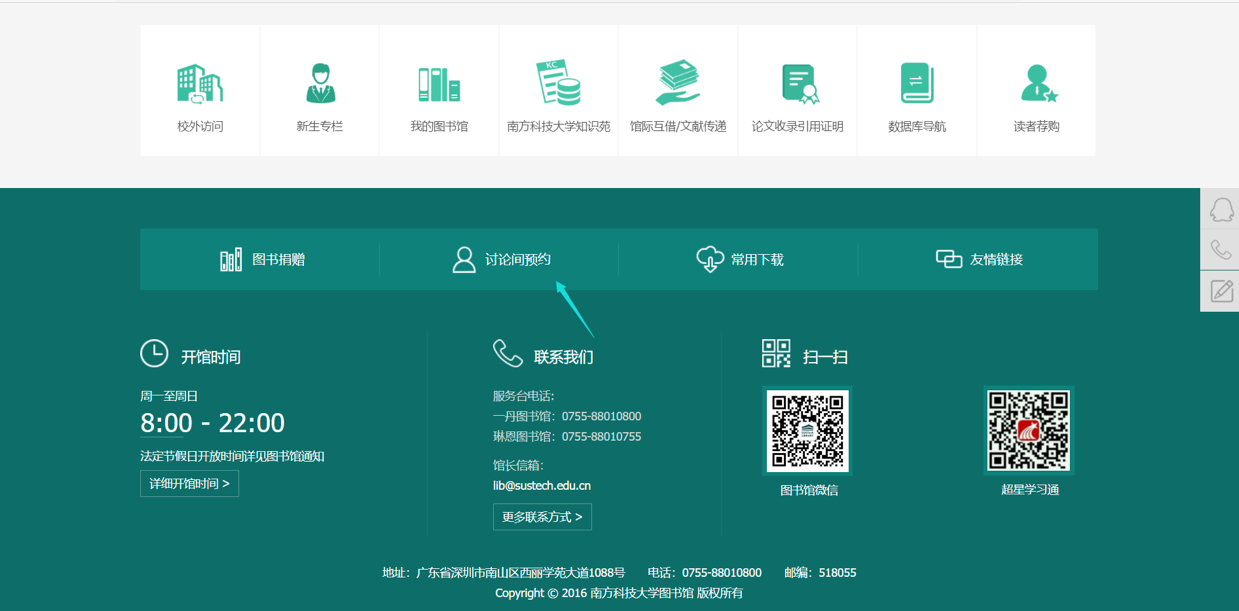 KC
校外访问
新生专栏
我的图书馆
南方科技大学知识苑
馆际互借/文献传递
论文收录引用证明
数据库导航
读者荐购
图书捐赠
讨论间预约
常用下载
友情链接
开馆时间
周一至周日
8:00 - 22:00
法定节假日开放时间详见图书馆通知
详细开馆时间 >
联系我们
服务台电话:
一丹图书馆：0755-88010800
琳恩图书馆：0755-88010755
馆长信箱:
lib@sustech.edu.cn
更多联系方式 >
扫一扫
图书馆微信
超星学习通
地址：广东省深圳市南山区西丽学苑大道1088号 电话：0755-88010800 邮编：518055
Copyright © 2016 南方科技大学图书馆 版权所有